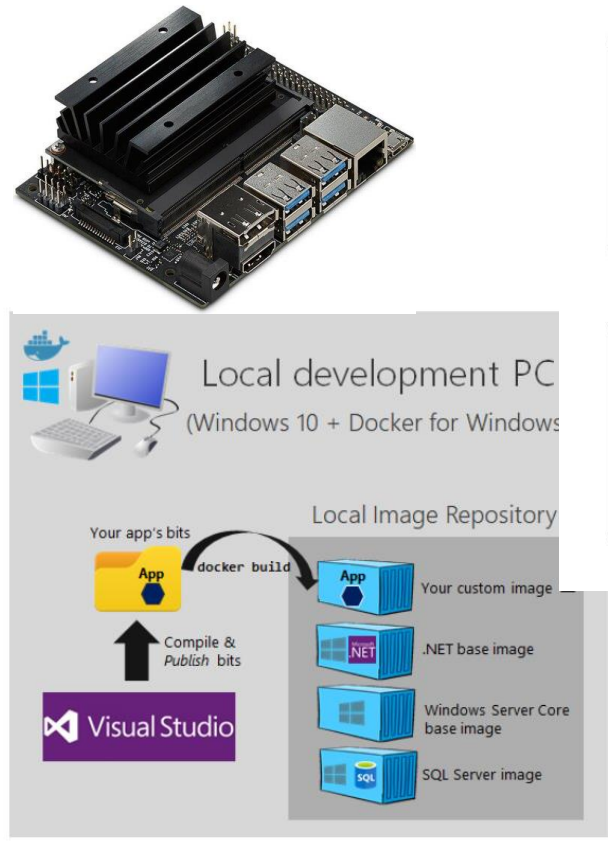 Local development PC
(Windows 10 + Docker for Windows
Local Image Repository
Your app's bits
docker build
App
App
Your custom image
Compile &
Publish bits
Microsoft
.NET
.NET base image
Visual Studio
Windows Server Core
base image
SQL
SQL Server image